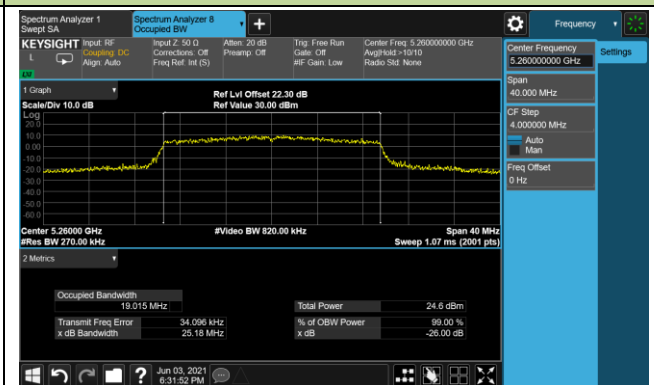 Spectrum Analyzer 1
Swept SA
Spectrum Analyzer 8
Occupied BW
Frequency
KEYSIGHT
L
Input: RF
Coupling: DC
Align: Auto
Input Z: 50 Ω
Corrections: Off
Freq Ref: Int (S)
Atten: 20 dB
Preamp: Off
Trig: Free Run
Gate: Off
#IF Gain: Low
Center Freq: 5.260000000 GHz
Avg|Hold:>10/10
Radio Std: None
Center Frequency
5.260000000 GHz
Settings
Span
40.000 MHz
CF Step
4.000000 MHz
Auto
Man
Freq Offset
0 Hz
1 Graph
Scale/Div 10.0 dB
Ref Lvl Offset 22.30 dB
Ref Value 30.00 dBm
Log
20.0
10.0
0.00
-10.0
-20.0
-30.0
-40.0
-50.0
-60.0
Center 5.26000 GHz
#Res BW 270.00 kHz
#Video BW 820.00 kHz
Span 40 MHz
Sweep 1.07 ms (2001 pts)
2 Metrics
Occupied Bandwidth
19.015 MHz
Total Power 24.6 dBm
Transmit Freq Error 34.096 kHz
% of OBW Power 99.00 %
x dB Bandwidth 25.18 MHz
x dB -26.00 dB
?
Jun 03, 2021
6:31:52 PM